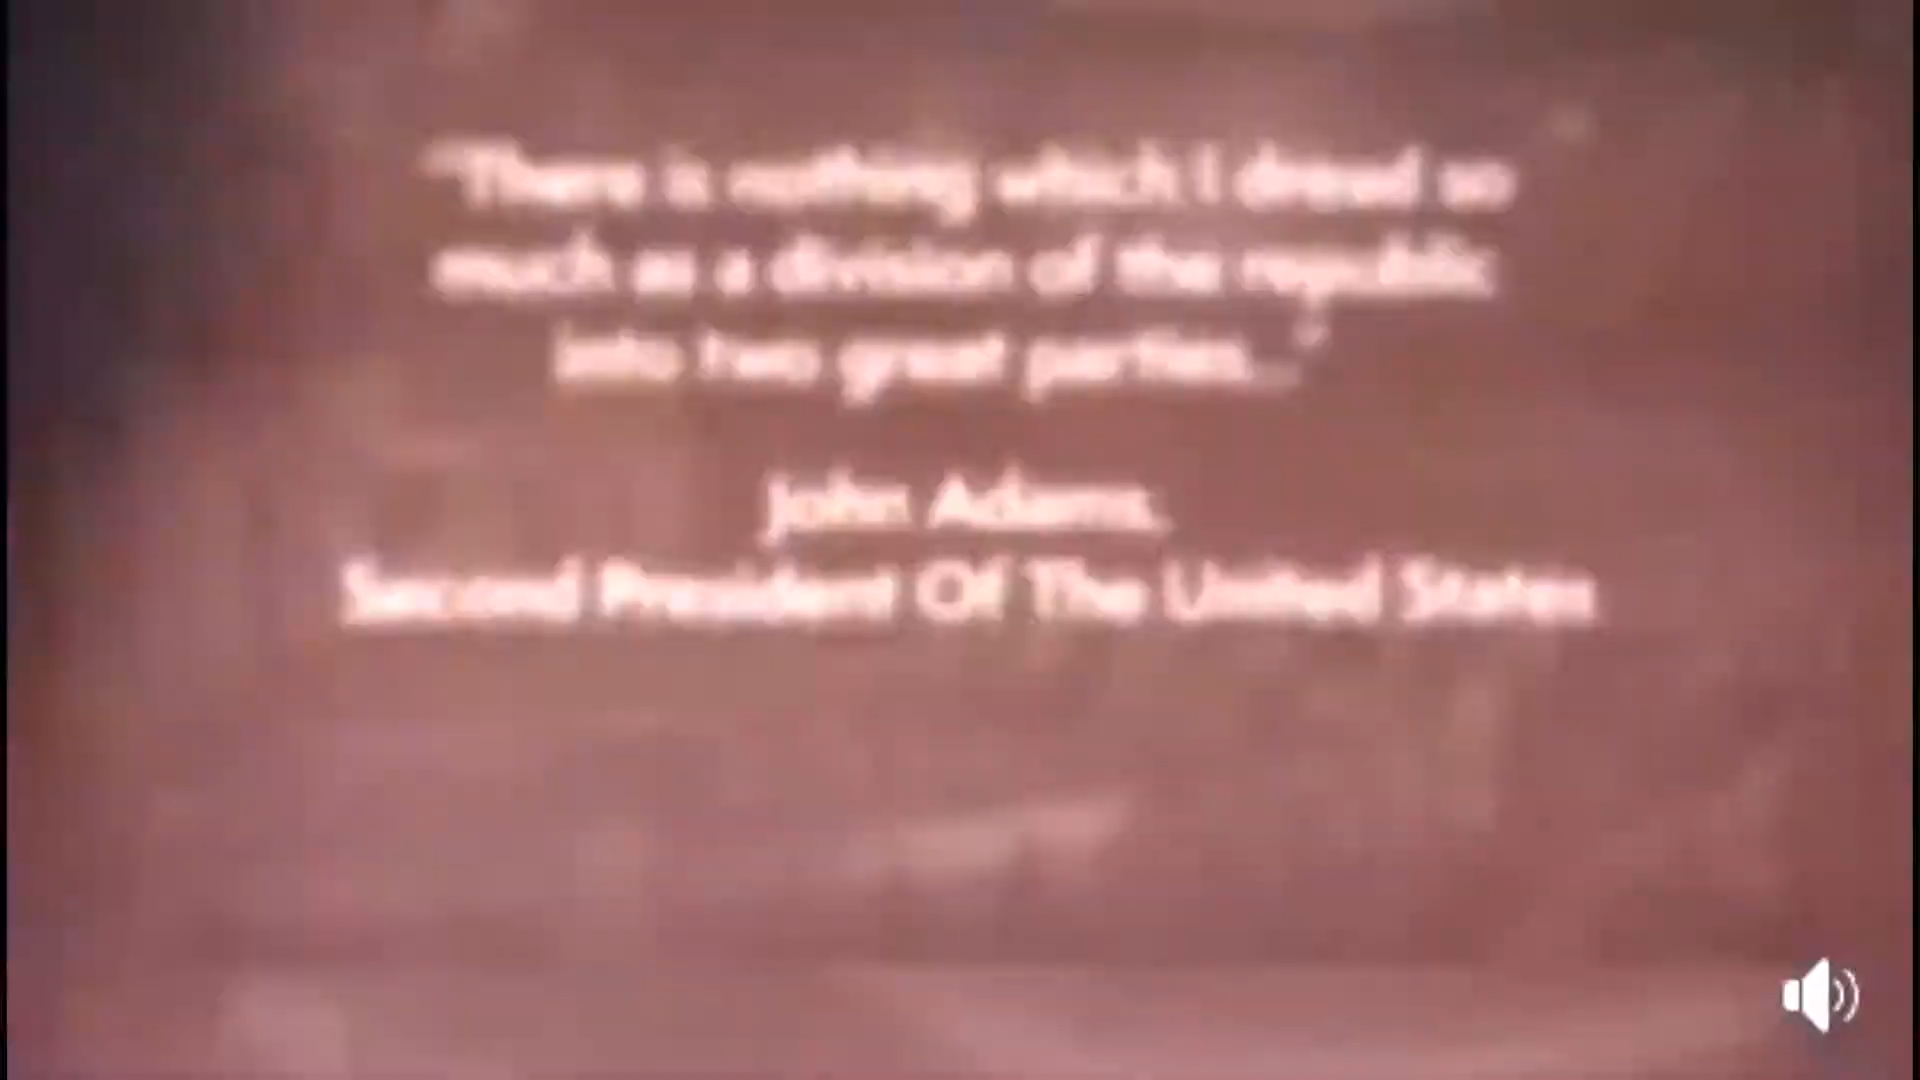 "There is nothing which I dread so
much as a division of the republic
into two great parties..."
John Adams,
Second President Of The United States